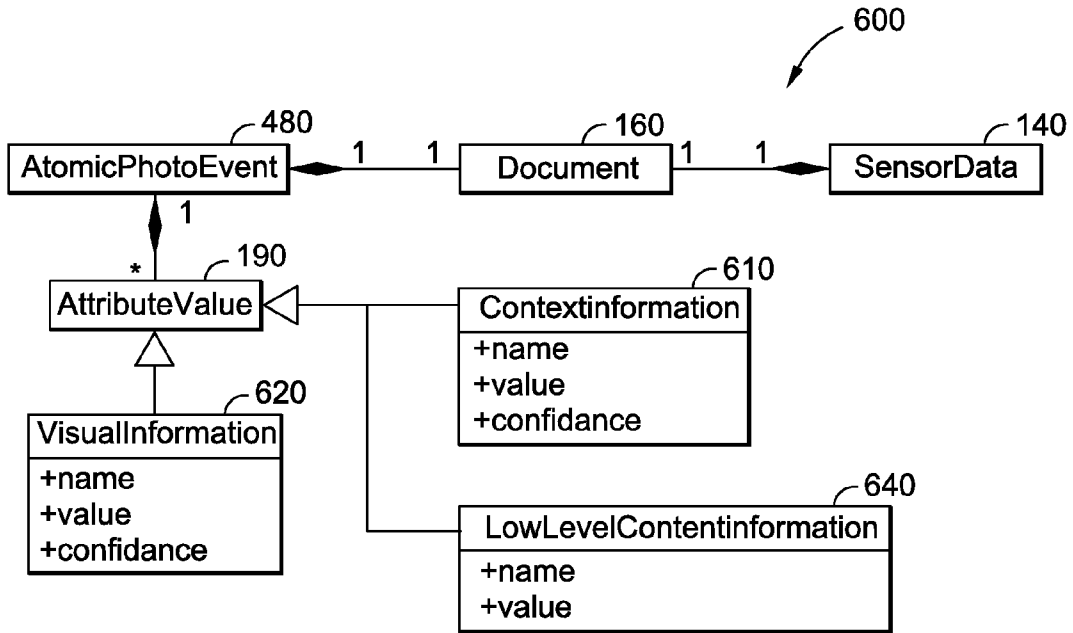 600
480
160
140
AtomicPhotoEvent
1
1
Document
1
1
SensorData
1
*
190
AttributeValue
610
Contextinformation
+name
+value
+confidance
620
VisualInformation
+name
+value
+confidance
640
LowLevelContentinformation
+name
+value